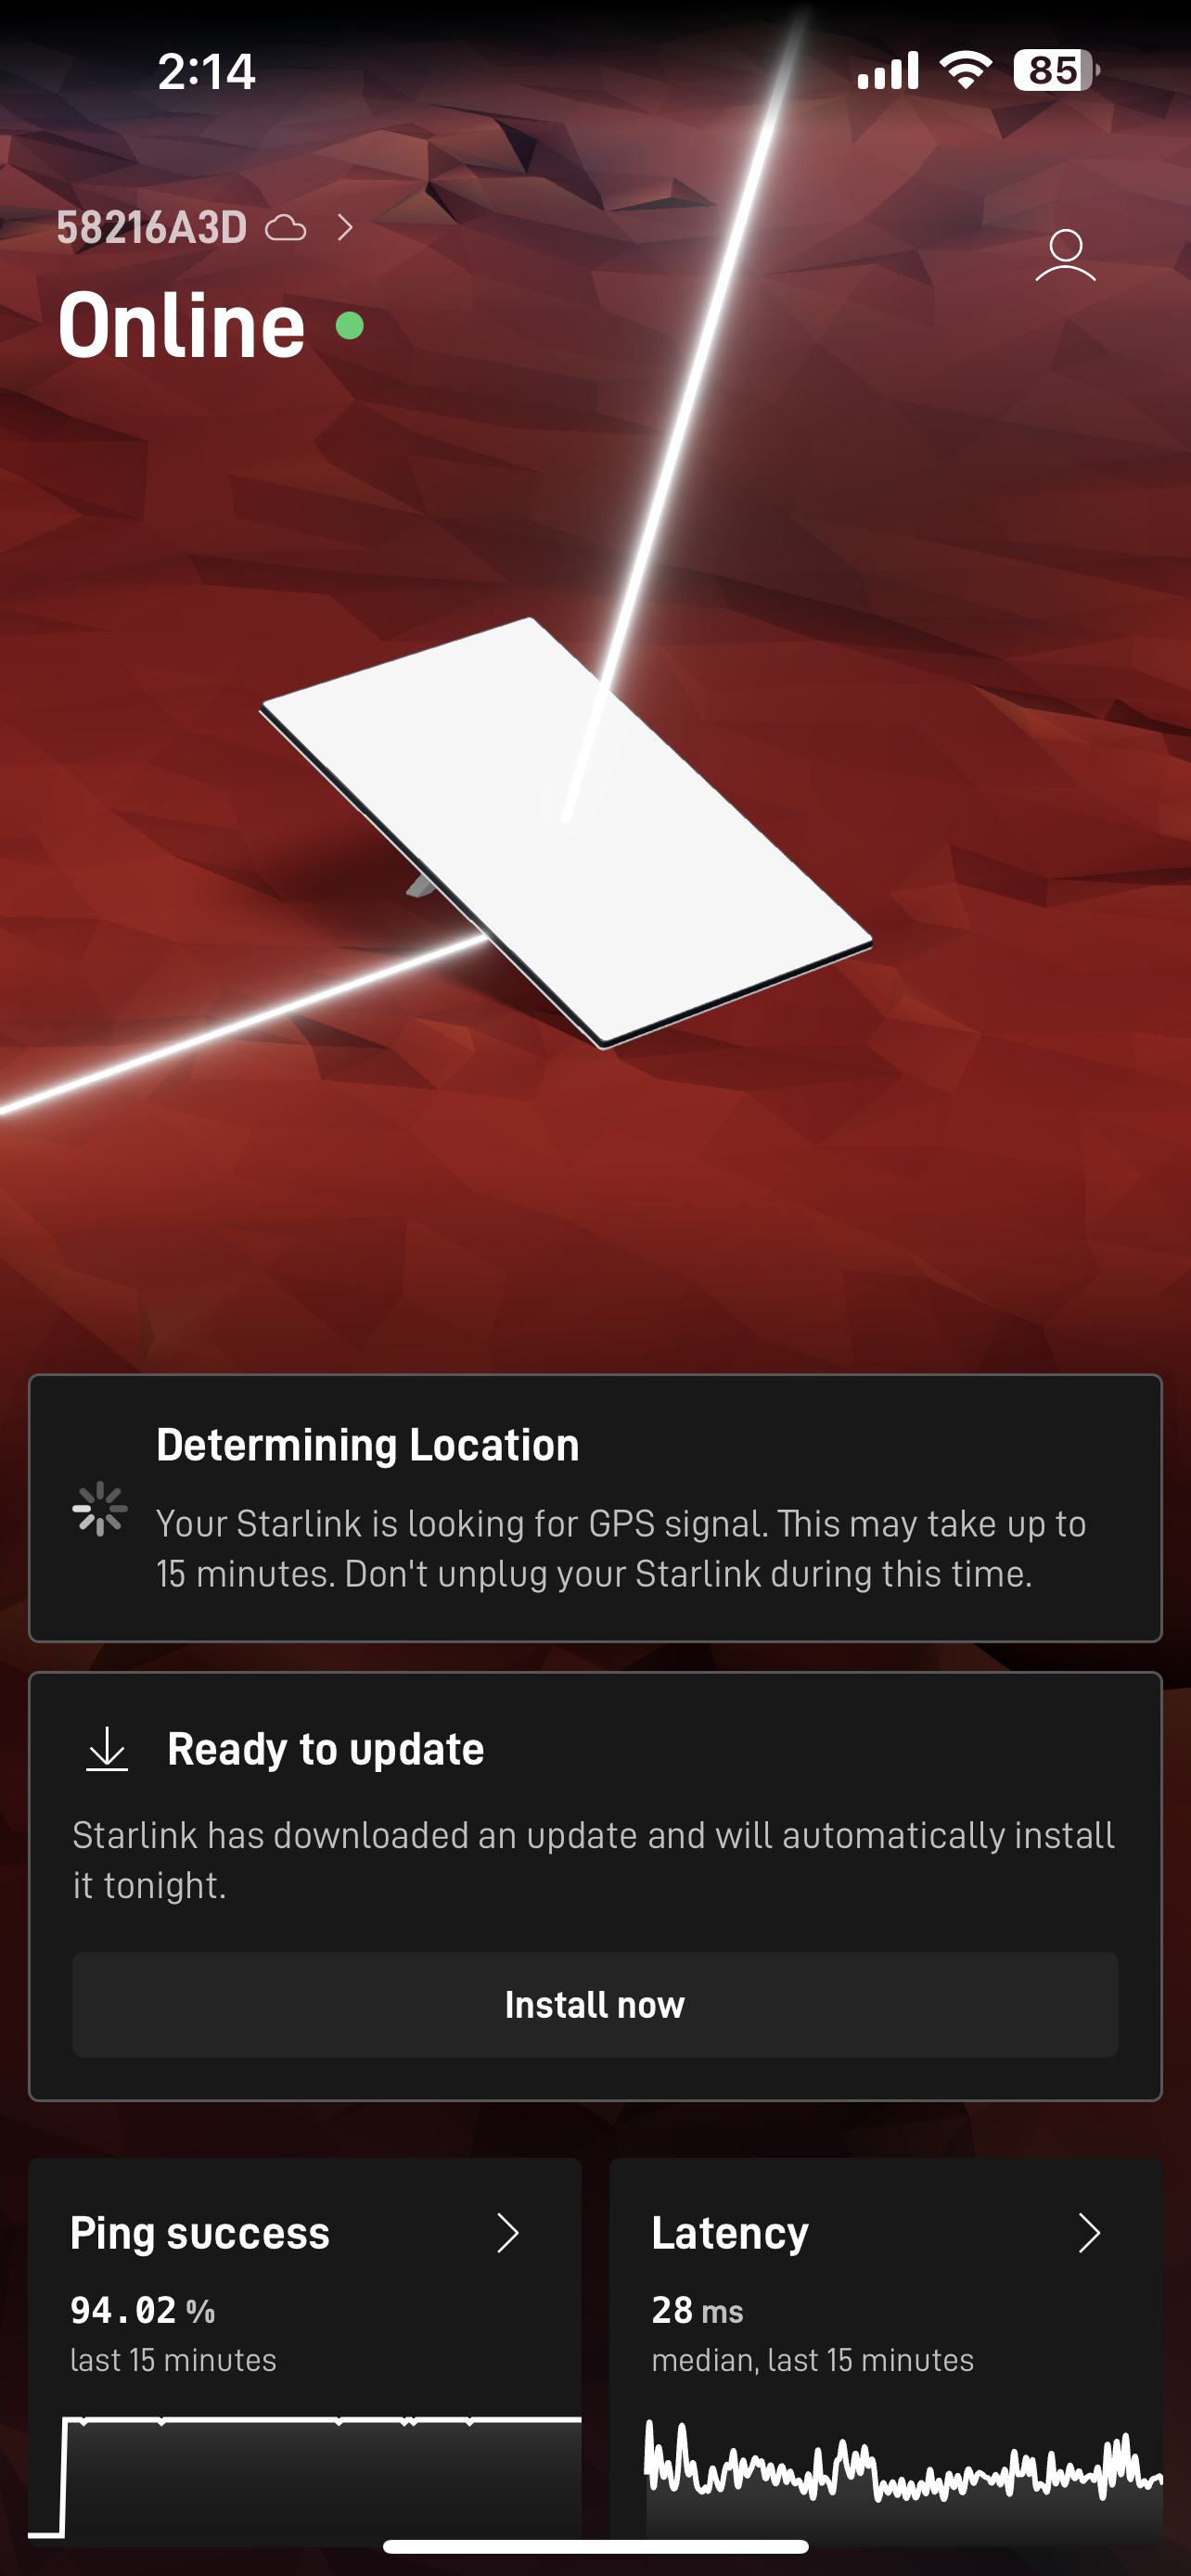 2:14
85
58216A3D
Online
Determining Location
Your Starlink is looking for GPS signal. This may take up to
15 minutes. Don't unplug your Starlink during this time.
Ready to update
Starlink has downloaded an update and will automatically install
it tonight.
Install now
Ping success
94.02 %
last 15 minutes
Latency
28 ms
median, last 15 minutes